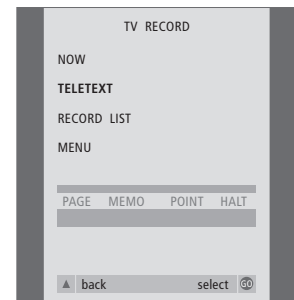 TV RECORD
NOW
TELETEXT
RECORD LIST
MENU
PAGE MEMO POINT HALT
▲ back select GO